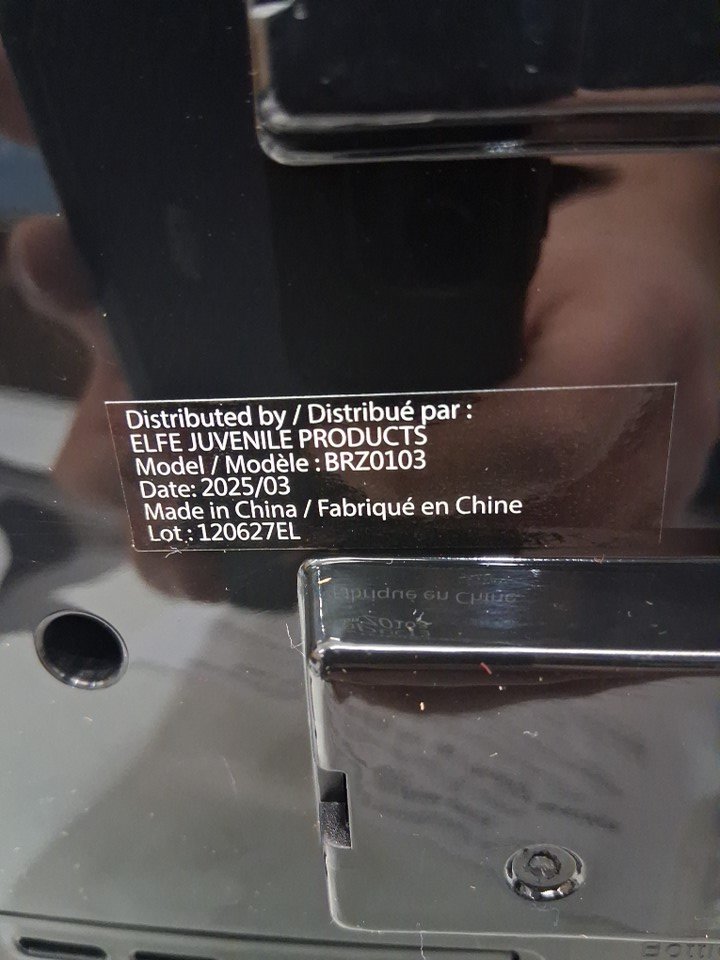 Distributed by / Distribué par :
ELFE JUVENILE PRODUCTS
Model / Modèle : BRZ0103
Date: 2025/03
Made in China / Fabriqué en Chine
Lot : 120627EL